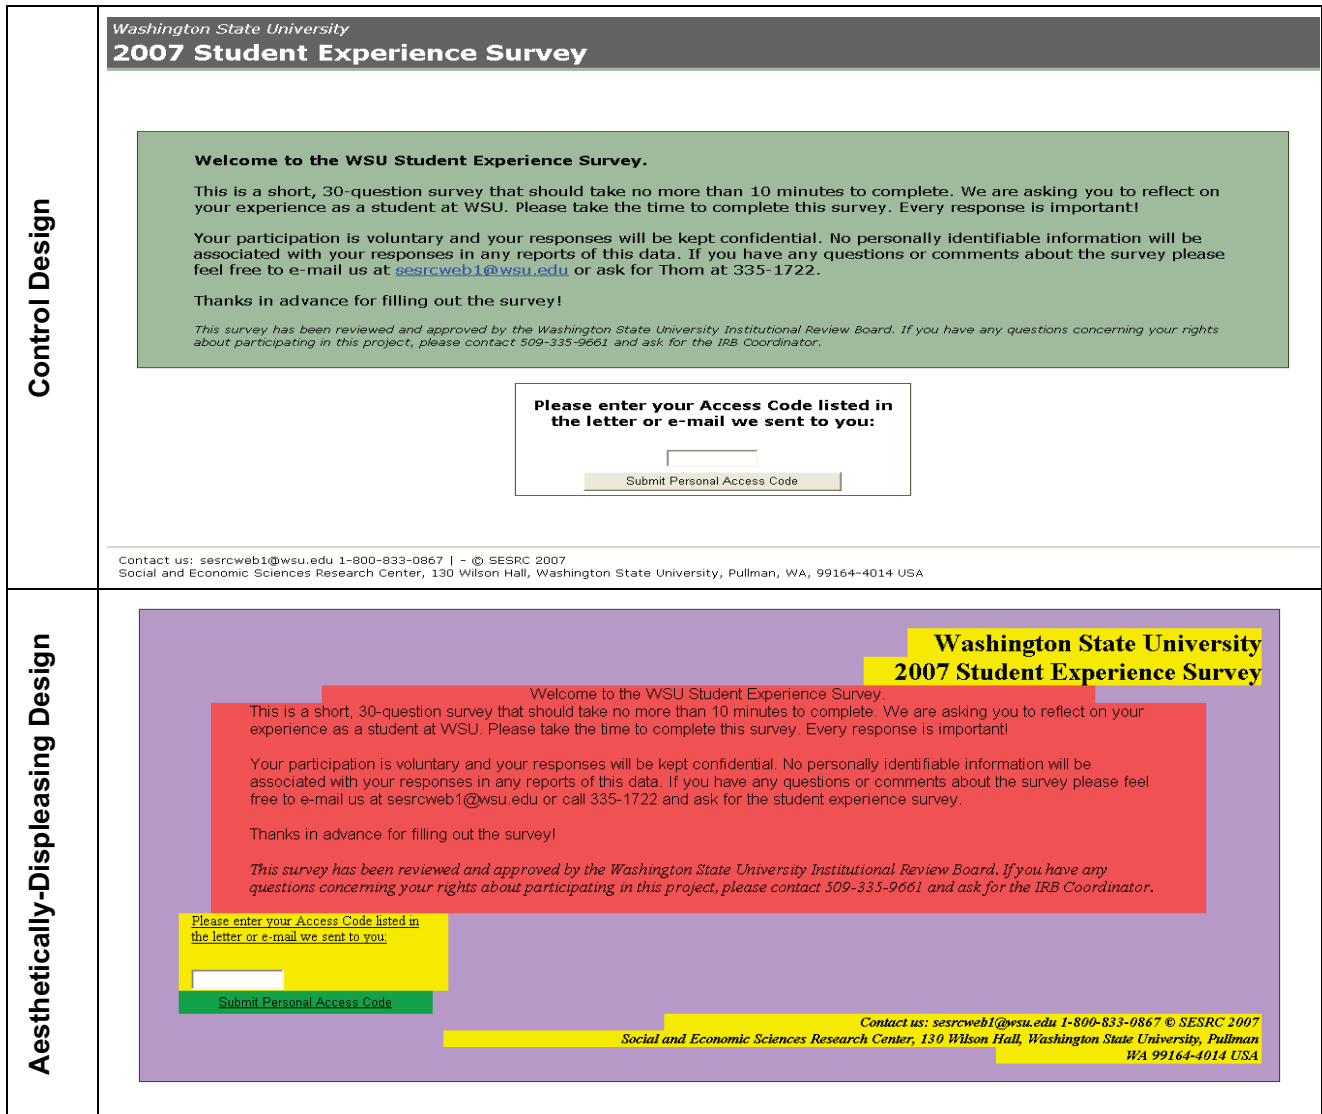 Control Design
Washington State University
2007 Student Experience Survey
Welcome to the WSU Student Experience Survey.
This is a short, 30-question survey that should take no more than 10 minutes to complete. We are asking you to reflect on
your experience as a student at WSU. Please take the time to complete this survey. Every response is important!
Your participation is voluntary and your responses will be kept confidential. No personally identifiable information will be
associated with your responses in any reports of this data. If you have any questions or comments about the survey please
feel free to e-mail us at sesrcweb1@wsu.edu or ask for Thom at 335-1722.
Thanks in advance for filling out the survey!
This survey has been reviewed and approved by the Washington State University Institutional Review Board. If you have any questions concerning your rights
about participating in this project, please contact 509-335-9661 and ask for the IRB Coordinator.
Please enter your Access Code listed in
the letter or e-mail we sent to you:
Submit Personal Access Code
Contact us: sesrcweb1@wsu.edu 1-800-833-0867 | - © SESRC 2007
Social and Economic Sciences Research Center, 130 Wilson Hall, Washington State University, Pullman, WA, 99164-4014 USA
Aesthetically-Displeasing Design
Washington State University
2007 Student Experience Survey
Welcome to the WSU Student Experience Survey.
This is a short, 30-question survey that should take no more than 10 minutes to complete. We are asking you to reflect on your
experience as a student at WSU. Please take the time to complete this survey. Every response is important!
Your participation is voluntary and your responses will be kept confidential. No personally identifiable information will be
associated with your responses in any reports of this data. If you have any questions or comments about the survey please feel
free to e-mail us at sesrcweb1@wsu.edu or call 335-1722 and ask for the student experience survey.
Thanks in advance for filling out the survey!
This survey has been reviewed and approved by the Washington State University Institutional Review Board. If you have any
questions concerning your rights about participating in this project, please contact 509-335-9661 and ask for the IRB Coordinator.
Please enter your Access Code listed in
the letter or e-mail we sent to you:
Submit Personal Access Code
Contact us: sesrcweb1@wsu.edu 1-800-833-0867 © SESRC 2007
Social and Economic Sciences Research Center, 130 Wilson Hall, Washington State University, Pullman
WA 99164-4014 USA